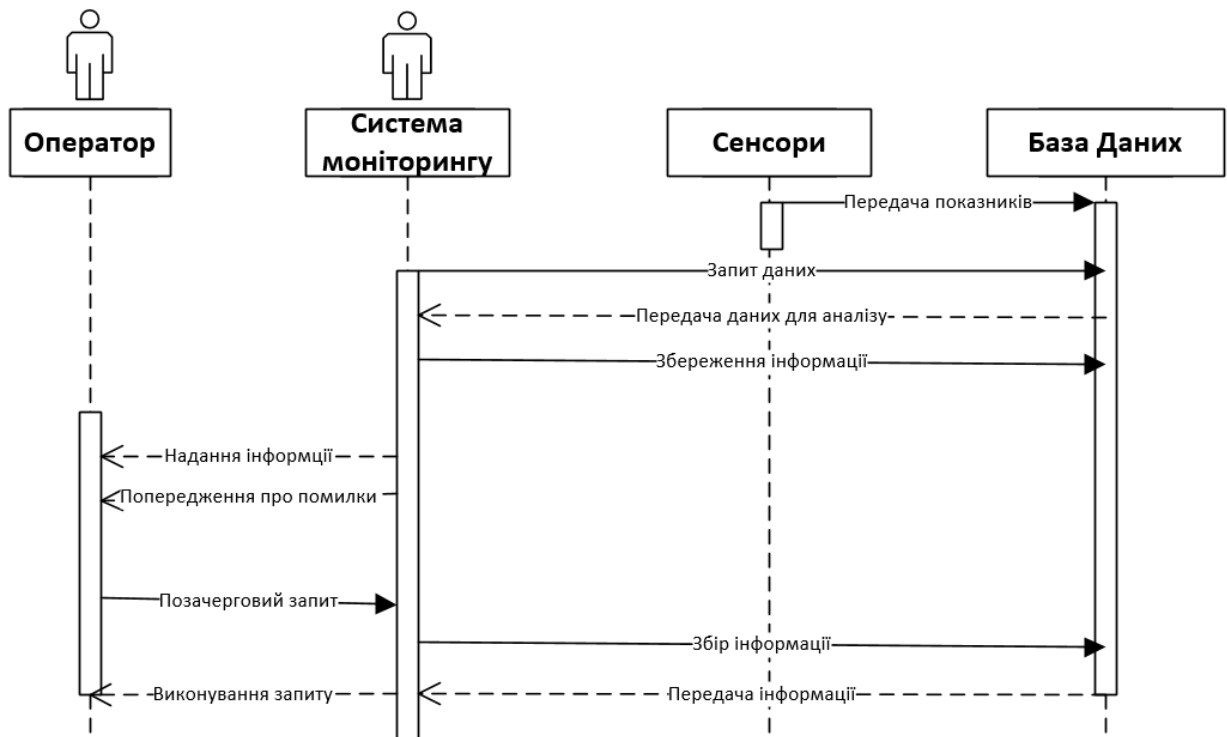 Оператор
Система
моніторингу
Сенсори
База Даних
Передача показників
Запит даних
Передача даних для аналізу
Збереження інформації
Надання інформції
Попередження про помилки
Позачерговий запит
Збір інформації
Виконування запиту
Передача інформації